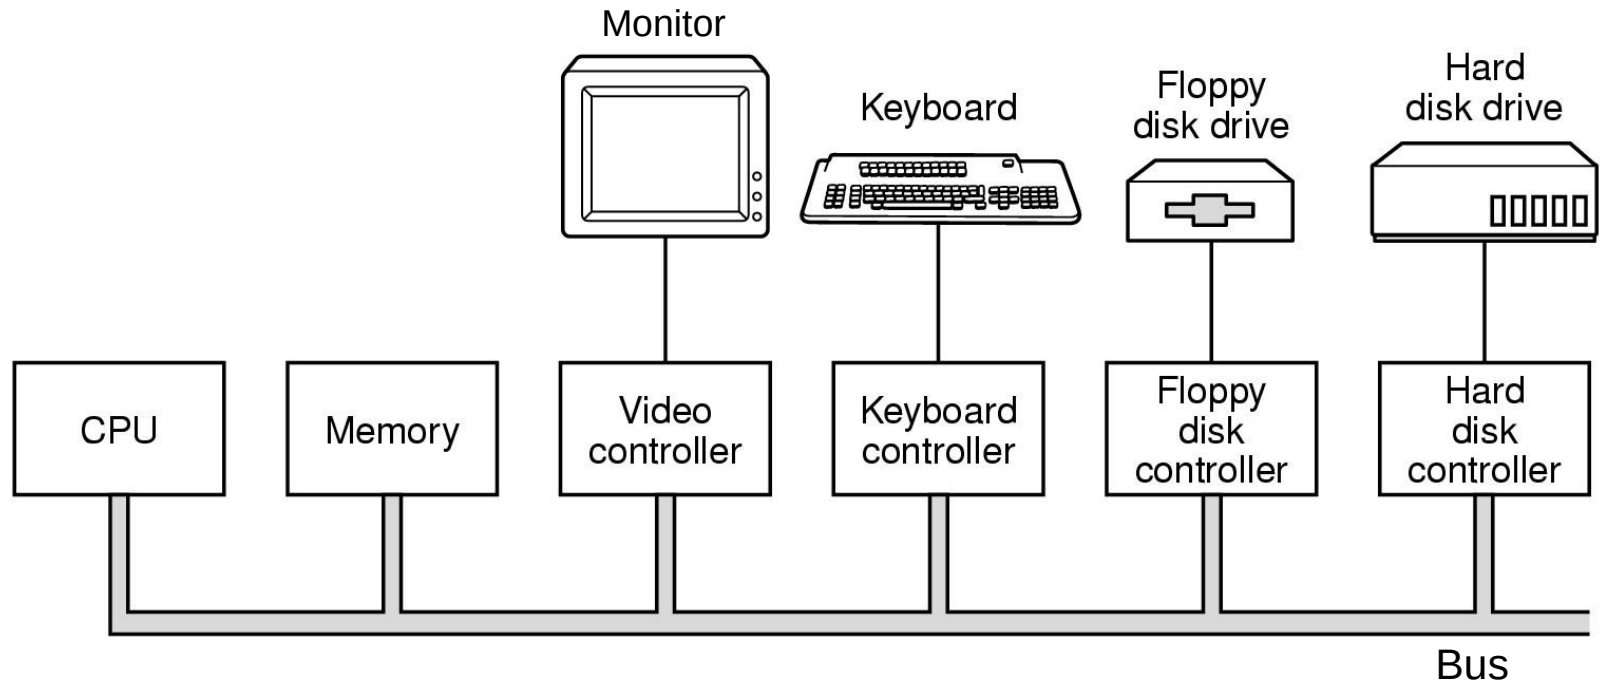 Monitor
Keyboard
Floppy
disk drive
Hard
disk drive
CPU
Memory
Video
controller
Keyboard
controller
Floppy
disk
controller
Hard
disk
controller
Bus